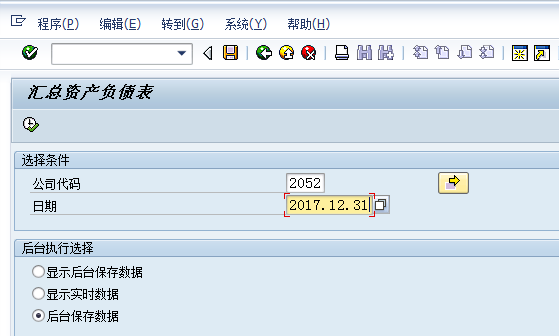 程序(P) 编辑(E) 转到(G) 系统(Y) 帮助(H)
汇总资产负债表
选择条件
公司代码 2052
日期 2017.12.31
后台执行选择
显示后台保存数据
显示实时数据
后台保存数据